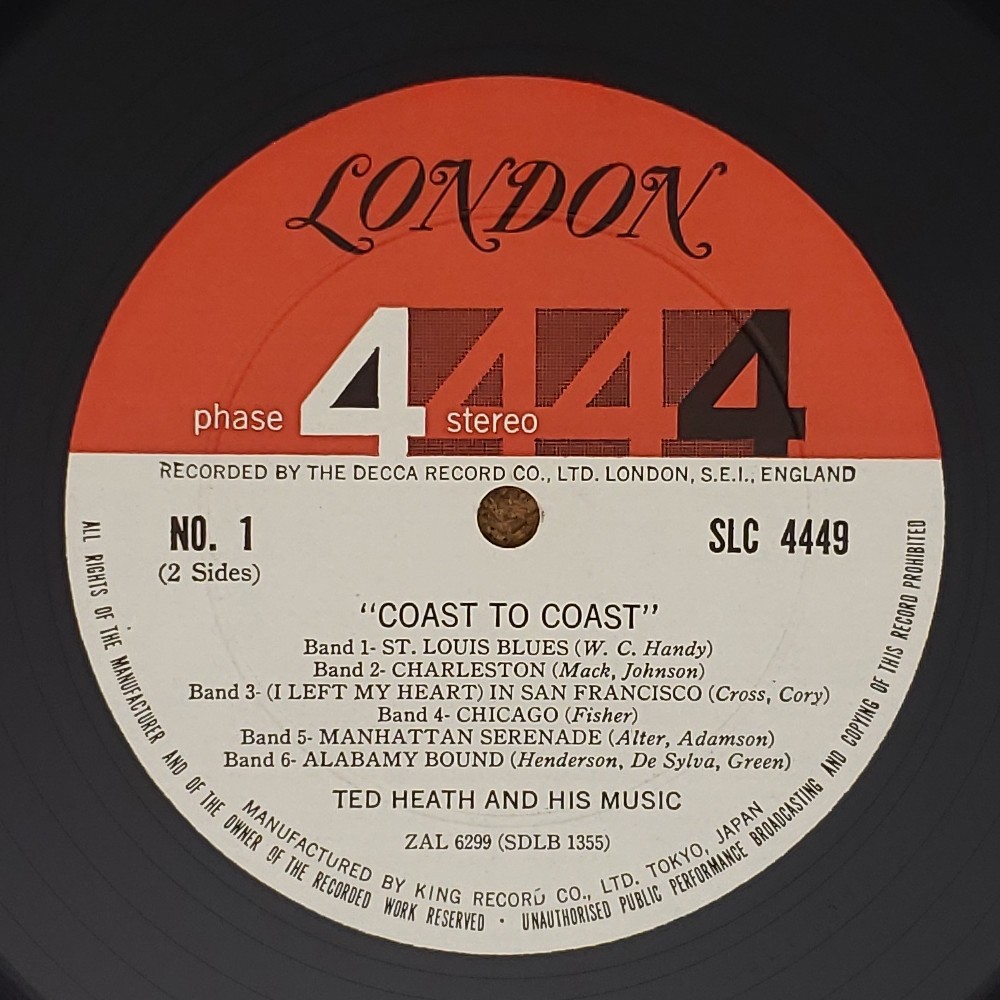 LONDON
phase 4 stereo 4 4 4
RECORDED BY THE DECCA RECORD CO., LTD. LONDON, S.E.I., ENGLAND
NO. 1
SLC 4449
(2 Sides)
“COAST TO COAST”
Band 1- ST. LOUIS BLUES (W. C. Handy)
Band 2- CHARLESTON (Mack, Johnson)
Band 3- (I LEFT MY HEART) IN SAN FRANCISCO (Cross, Cory)
Band 4- CHICAGO (Fisher)
Band 5- MANHATTAN SERENADE (Alter, Adamson)
Band 6- ALABAMY BOUND (Henderson, De Sylva, Green)
TED HEATH AND HIS MUSIC
ZAL 6299 (SDLB 1355)
MANUFACTURED BY KING RECORD CO., LTD. TOKYO, JAPAN
ALL RIGHTS OF THE MANUFACTURER AND OF THE OWNER OF THE RECORDED WORK RESERVED · UNAUTHORISED PUBLIC PERFORMANCE BROADCASTING AND COPYING OF THIS RECORD PROHIBITED